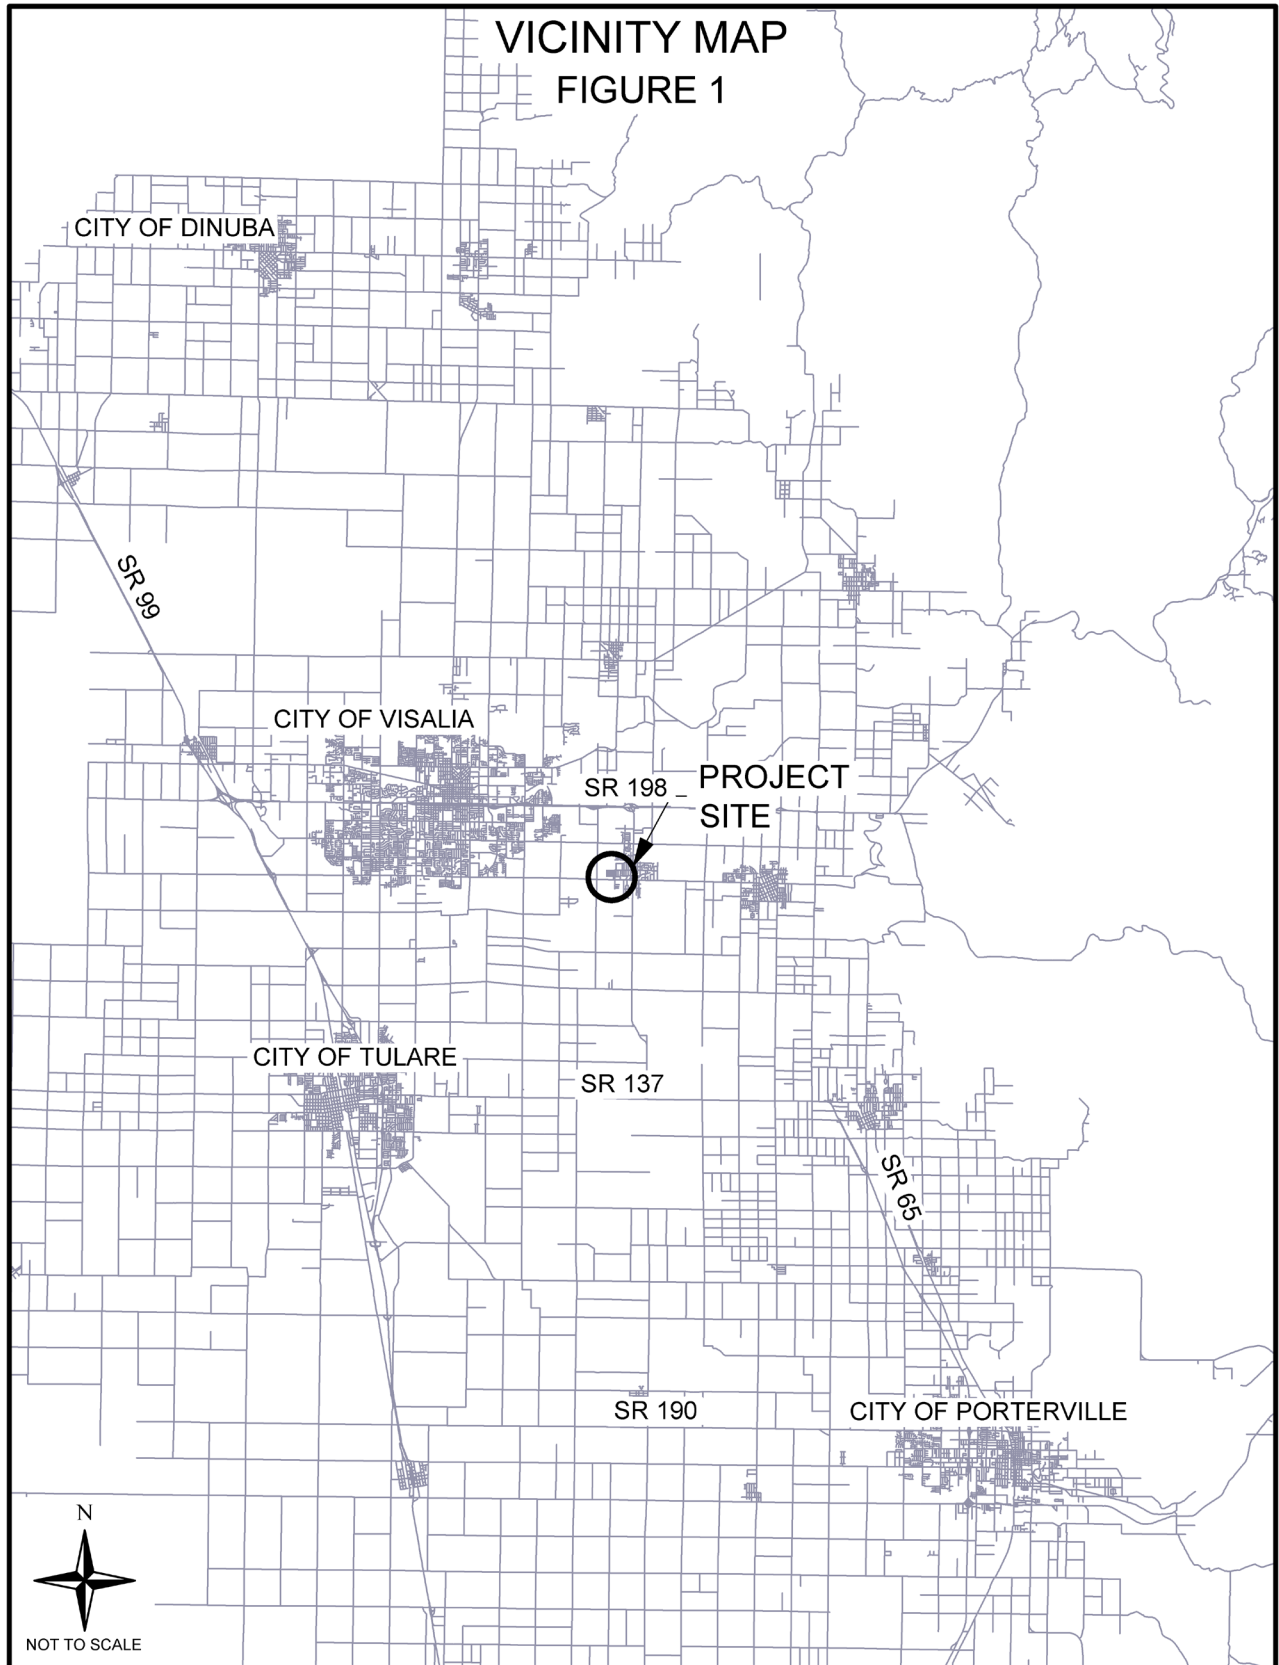 VICINITY MAP
FIGURE 1
CITY OF DINUBA
SR 99
CITY OF VISALIA
SR 198
PROJECT
SITE
CITY OF TULARE
SR 137
SR 65
SR 190
CITY OF PORTERVILLE
N
NOT TO SCALE